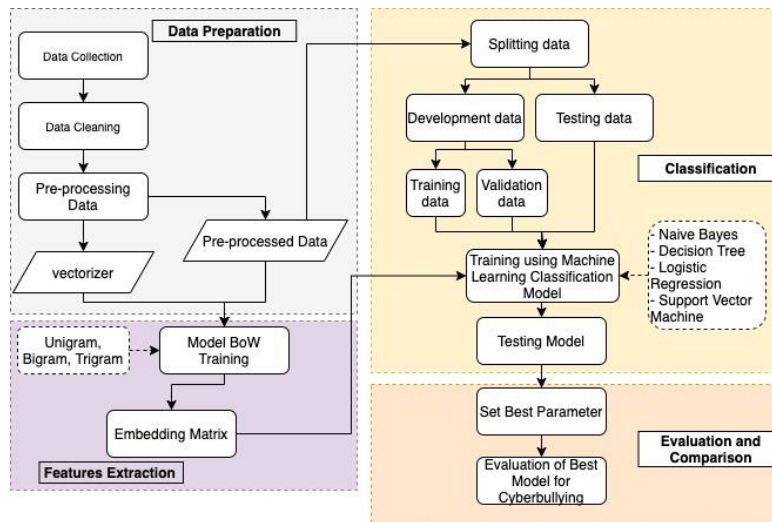 Data Preparation
Data Collection
Data Cleaning
Pre-processing
Data
Pre-processed Data
vectorizer
Unigram,
Bigram, Trigram
Model BoW
Training
Embedding Matrix
Features Extraction
Splitting data
Development data
Testing data
Classification
Training
data
Validation
data
Training using Machine
Learning Classification
Model
- Naive Bayes
- Decision Tree
- Logistic
Regression
- Support Vector
Machine
Testing Model
Set Best Parameter
Evaluation and
Comparison
Evaluation of Best
Model for
Cyberbullying